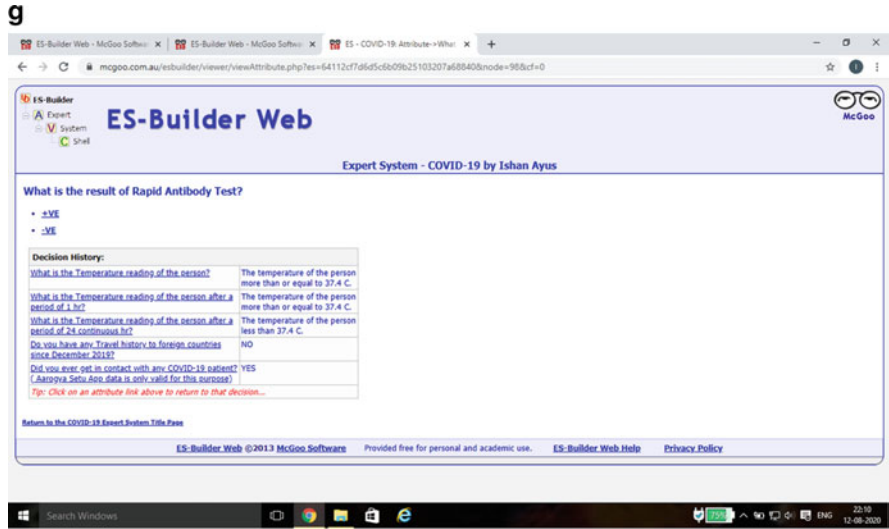 g
ES-Builder Web - McGoo Softwar
ES-Builder Web - McGoo Softwar
ES - COVID-19: Attribute->What
mcgoo.com.au/esbuilder/viewer/viewAttribute.php?es=64112cf7d6d5c6b09b25103207a68840&node=98&cf=0
ES-Builder
A Expert
V System
C Shell
ES-Builder Web
McGoo
Expert System - COVID-19 by Ishan Ayus
What is the result of Rapid Antibody Test?
• +VE
• -VE
Decision History:
What is the Temperature reading of the person? The temperature of the person
more than or equal to 37.4 C.
What is the Temperature reading of the person after a The temperature of the person
period of 1 hr? more than or equal to 37.4 C.
What is the Temperature reading of the person after a The temperature of the person
period of 24 continuous hr? less than 37.4 C.
Do you have any Travel history to foreign countries NO
since December 2019?
Did you ever get in contact with any COVID-19 patient? YES
( Aarogya Setu App data is only valid for this purpose)
Tip: Click on an attribute link above to return to that decision...
Return to the COVID-19 Expert System Title Page
ES-Builder Web ©2013 McGoo Software Provided free for personal and academic use. ES-Builder Web Help Privacy Policy
Search Windows
75%
ENG
22:10
12-08-2020